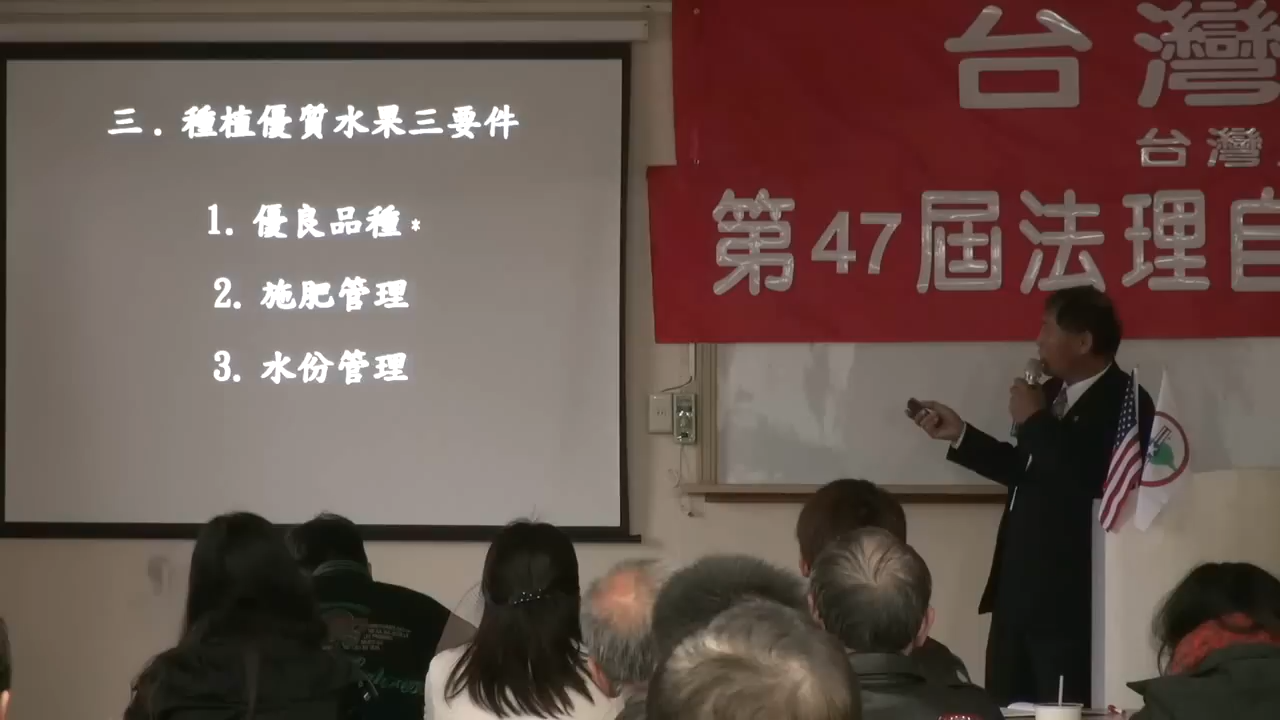 三. 種植優質水果三要件
1. 優良品種*
2. 施肥管理
3. 水份管理
台灣
台灣
第47屆法理自